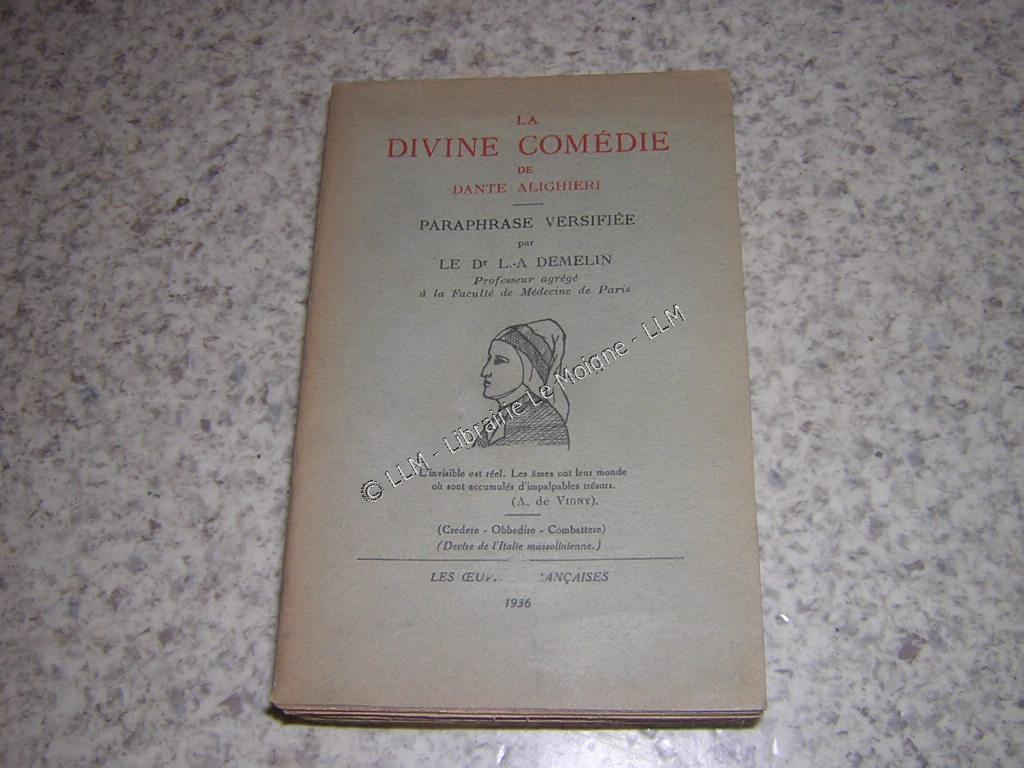 LA
DIVINE COMÉDIE
DE
DANTE ALIGHIERI
PARAPHRASE VERSIFIÉE
par
LE Dr L.-A DEMELIN
Professeur agrégé
à la Faculté de Médecine de Paris
© LLM - Librairie Le Moigne - LLM
L'invisible est réel. Les âmes ont leur monde
où sont accumulés d'impalpables trésors.
(A. de VIGNY).
(Credere - Obbedire - Combattere)
(Devise de l'Italie mussolinienne.)
LES
1936